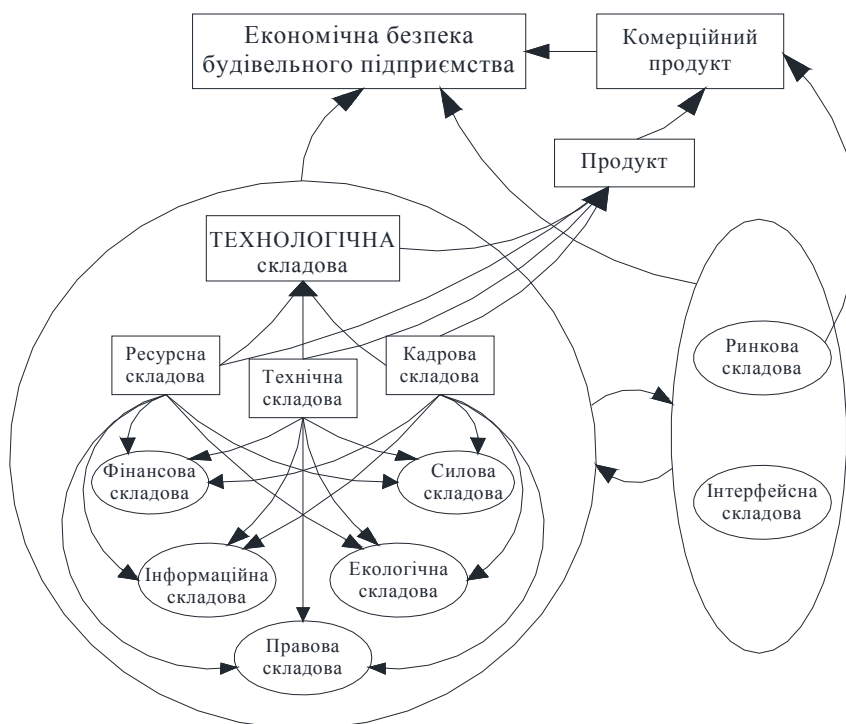 Економічна безпека
будівельного підприємства
Комерційний
продукт
Продукт
ТЕХНОЛОГІЧНА
складова
Ресурсна
складова
Технічна
складова
Кадрова
складова
Ринкова
складова
Фінансова
складова
Силова
складова
Інтерфейсна
складова
Інформаційна
складова
Екологічна
складова
Правова
складова